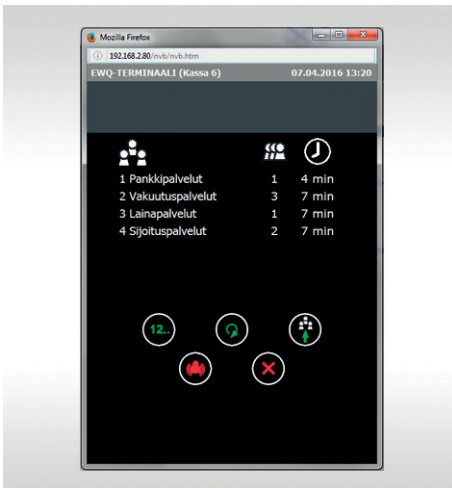 Mozilla Firefox
192.168.2.80/nvb/nvb.htm
EWQ-TERMINAALI (Kassa 6) 07.04.2016 13:20
1 Pankkipalvelut 1 4 min
2 Vakuutuspalvelut 3 7 min
3 Lainapalvelut 1 7 min
4 Sijoituspalvelut 2 7 min
12..